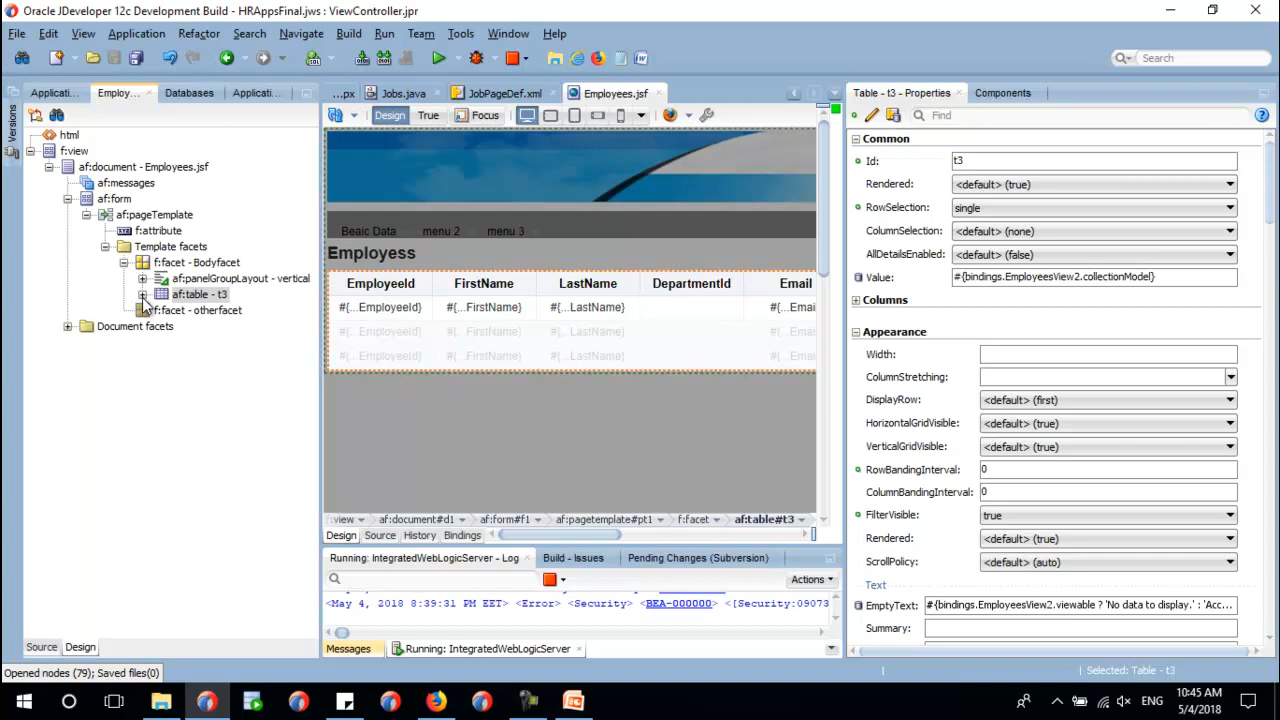 Oracle JDeveloper 12c Development Build - HRAppsFinal.jws : ViewController.jpr
File Edit View Application Refactor Search Navigate Build Run Team Tools Window Help
Search
Applicati... Employ... Databases Applicati...
...px Jobs.java JobPageDef.xml Employees.jsf
Table - t3 - Properties Components
Versions
Design True Focus
Find
html
f:view
af:document - Employees.jsf
af:messages
af:form
af:pageTemplate
f:attribute
Template facets
f:facet - Bodyfacet
af:panelGroupLayout - vertical
af:table - t3
f:facet - otherfacet
Document facets
Beaic Data menu 2 menu 3
Employess
EmployeeId FirstName LastName DepartmentId Email
#{...EmployeeId} #{...FirstName} #{...LastName} #{...Emai
#{...EmployeeId} #{...FirstName} #{...LastName} #{...Emai
#{...EmployeeId} #{...FirstName} #{...LastName} #{...Emai
:view af:document#d1 af:form#f1 af:pagetemplate#pt1 f:facet af:table#t3
Design Source History Bindings
Running: IntegratedWebLogicServer - Log Build - Issues Pending Changes (Subversion)
Actions
<May 4, 2018 8:39:31 PM EET> <Error> <Security> <BEA-000000> <[Security:09073
Messages Running: IntegratedWebLogicServer
Common
Id: t3
Rendered: <default> (true)
RowSelection: single
ColumnSelection: <default> (none)
AllDetailsEnabled: <default> (false)
Value: #{bindings.EmployeesView2.collectionModel}
Columns
Appearance
Width:
ColumnStretching:
DisplayRow: <default> (first)
HorizontalGridVisible: <default> (true)
VerticalGridVisible: <default> (true)
RowBandingInterval: 0
ColumnBandingInterval: 0
FilterVisible: true
Rendered: <default> (true)
ScrollPolicy: <default> (auto)
Text
EmptyText: #{bindings.EmployeesView2.viewable ? 'No data to display.' : 'Acc...
Summary:
Source Design
Opened nodes (79); Saved files(0)
Selected: Table - t3
ENG
10:45 AM
5/4/2018